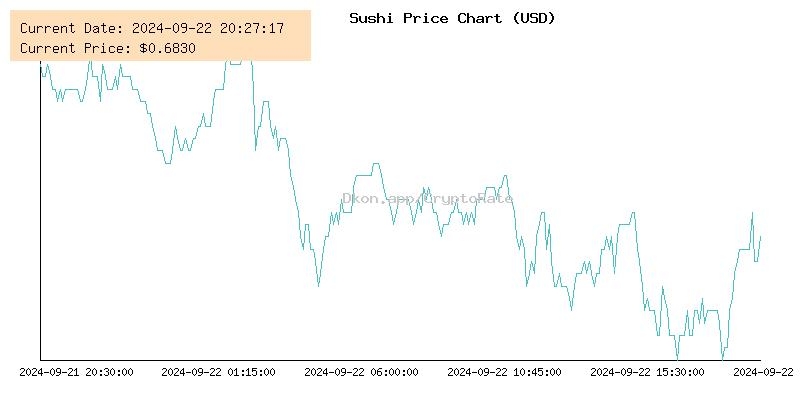 Sushi Price Chart (USD)
Current Date: 2024-09-22 20:27:17
Current Price: $0.6830
Dkon.app/CryptoRate
2024-09-21 20:30:00 2024-09-22 01:15:00 2024-09-22 06:00:00 2024-09-22 10:45:00 2024-09-22 15:30:00 2024-09-22